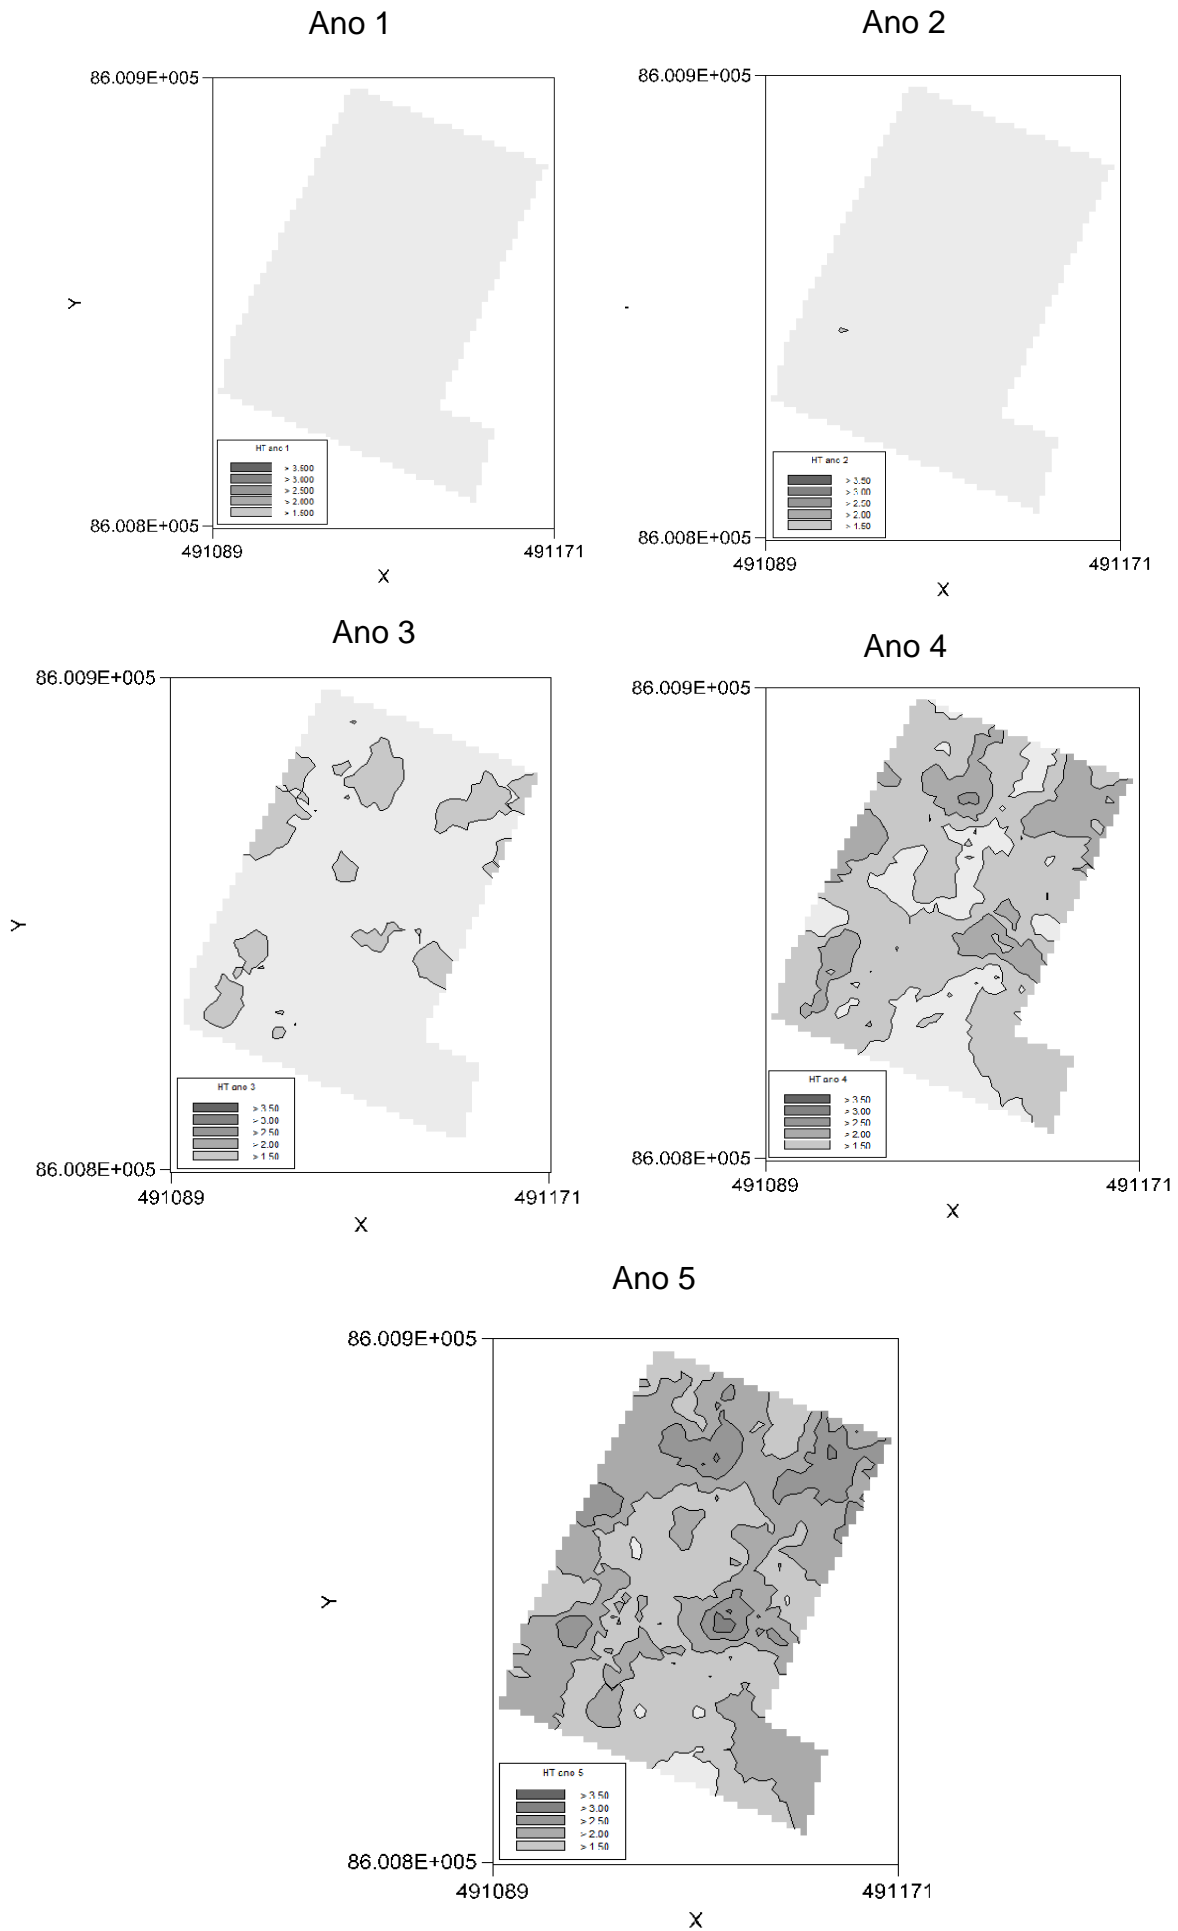 Ano 1
86.009E+005
Y
HT ano 1
> 3.500
> 3.000
> 2.500
> 2.000
> 1.500
86.008E+005
491089
491171
X
Ano 2
86.009E+005
HT ano 2
> 3.50
> 3.00
> 2.50
> 2.00
> 1.50
86.008E+005
491089
491171
X
Ano 3
86.009E+005
Y
HT ano 3
> 3.50
> 3.00
> 2.50
> 2.00
> 1.50
86.008E+005
491089
491171
X
Ano 4
86.009E+005
HT ano 4
> 3.50
> 3.00
> 2.50
> 2.00
> 1.50
86.008E+005
491089
491171
X
Ano 5
86.009E+005
Y
HT ano 5
> 3.50
> 3.00
> 2.50
> 2.00
> 1.50
86.008E+005
491089
491171
X